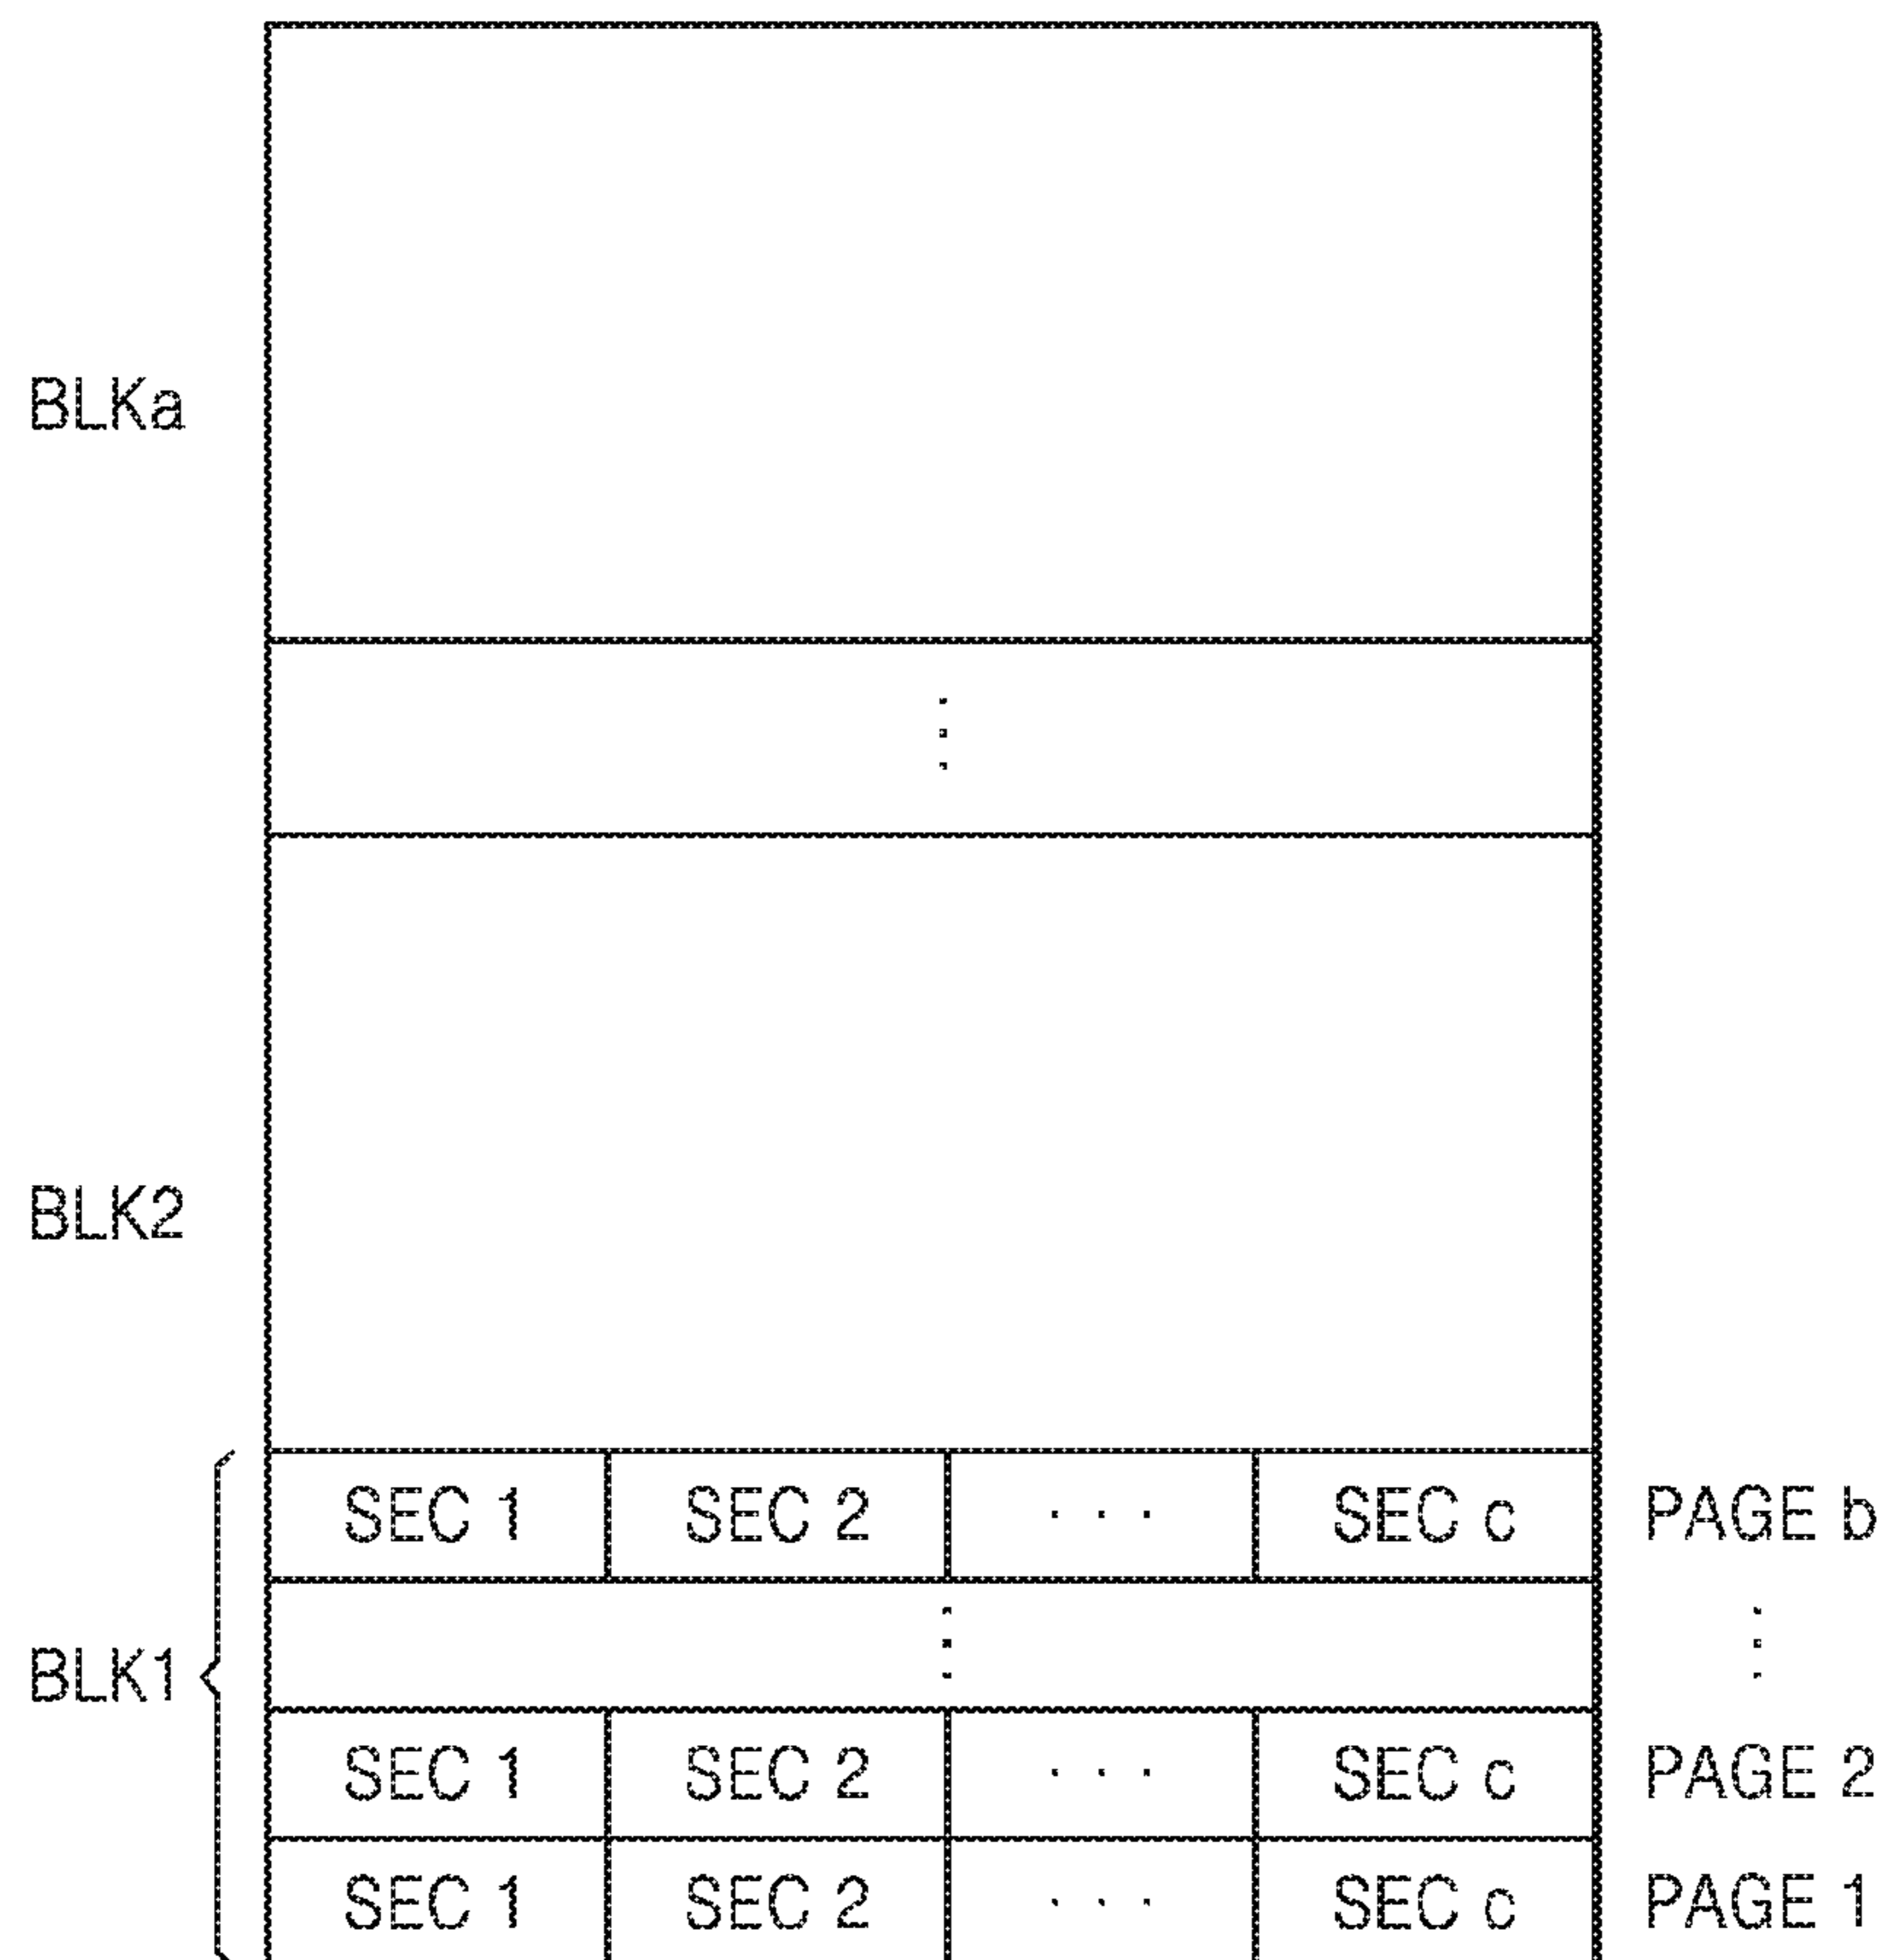 BLKa
⋮
BLK2
SEC 1 SEC 2 ... SEC c PAGE b
BLK1 ⋮ ⋮
SEC 1 SEC 2 ... SEC c PAGE 2
SEC 1 SEC 2 ... SEC c PAGE 1